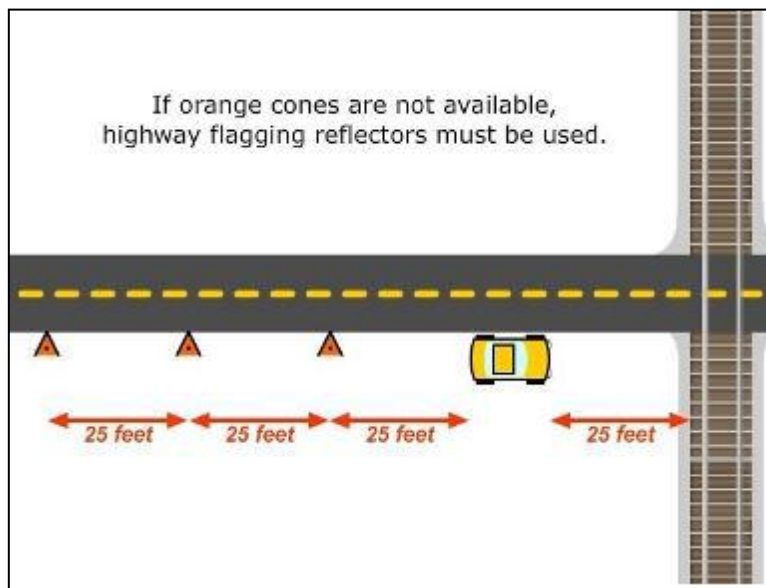 If orange cones are not available,
highway flagging reflectors must be used.
25 feet
25 feet
25 feet
25 feet